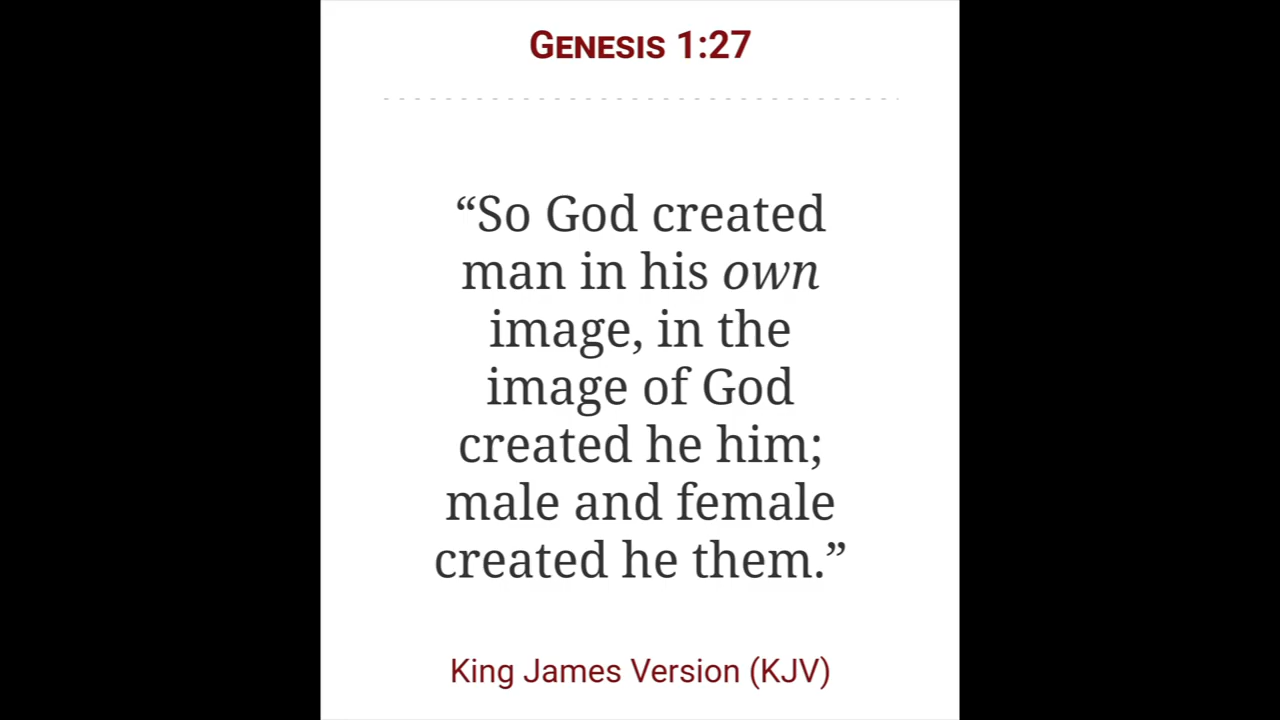 Genesis 1:27
“So God created
man in his own
image, in the
image of God
created he him;
male and female
created he them.”
King James Version (KJV)